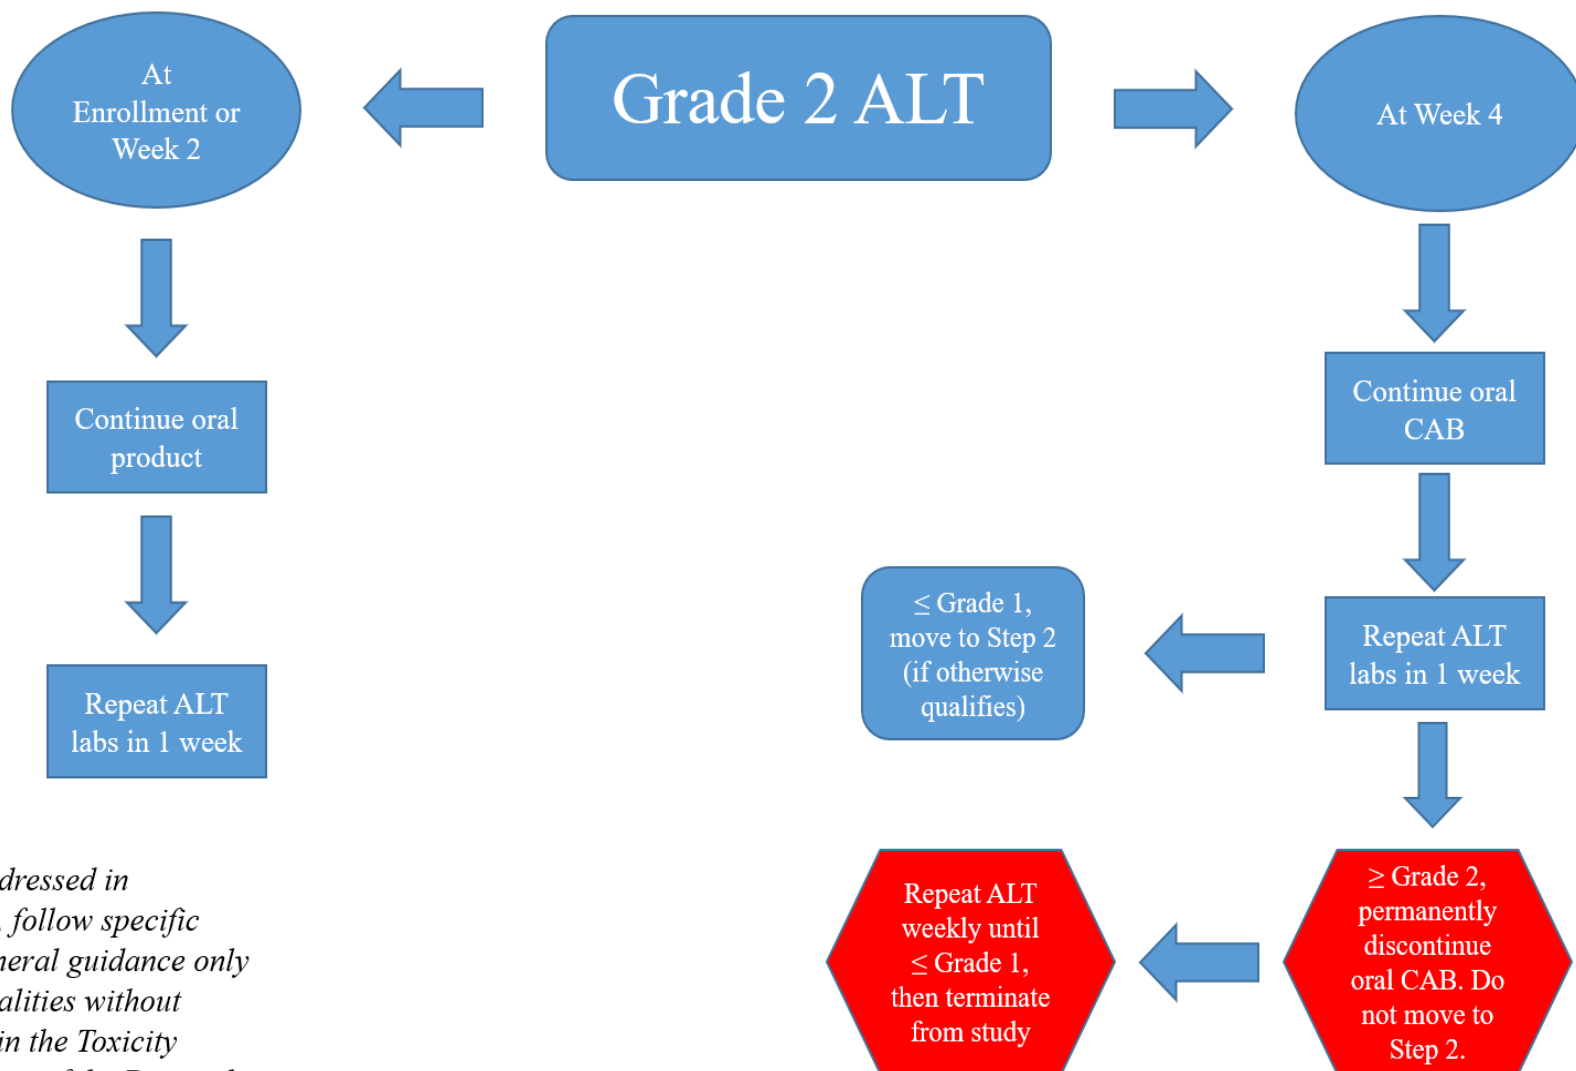 Grade 2 ALT
At
Enrollment or
Week 2
Continue oral
product
Repeat ALT
labs in 1 week
At Week 4
Continue oral
CAB
Repeat ALT
labs in 1 week
≤ Grade 1,
move to Step 2
(if otherwise
qualifies)
≥ Grade 2,
permanently
discontinue
oral CAB. Do
not move to
Step 2.
Repeat ALT
weekly until
≤ Grade 1,
then terminate
from study
dressed in
, follow specific
neral guidance only
alities without
in the Toxicity